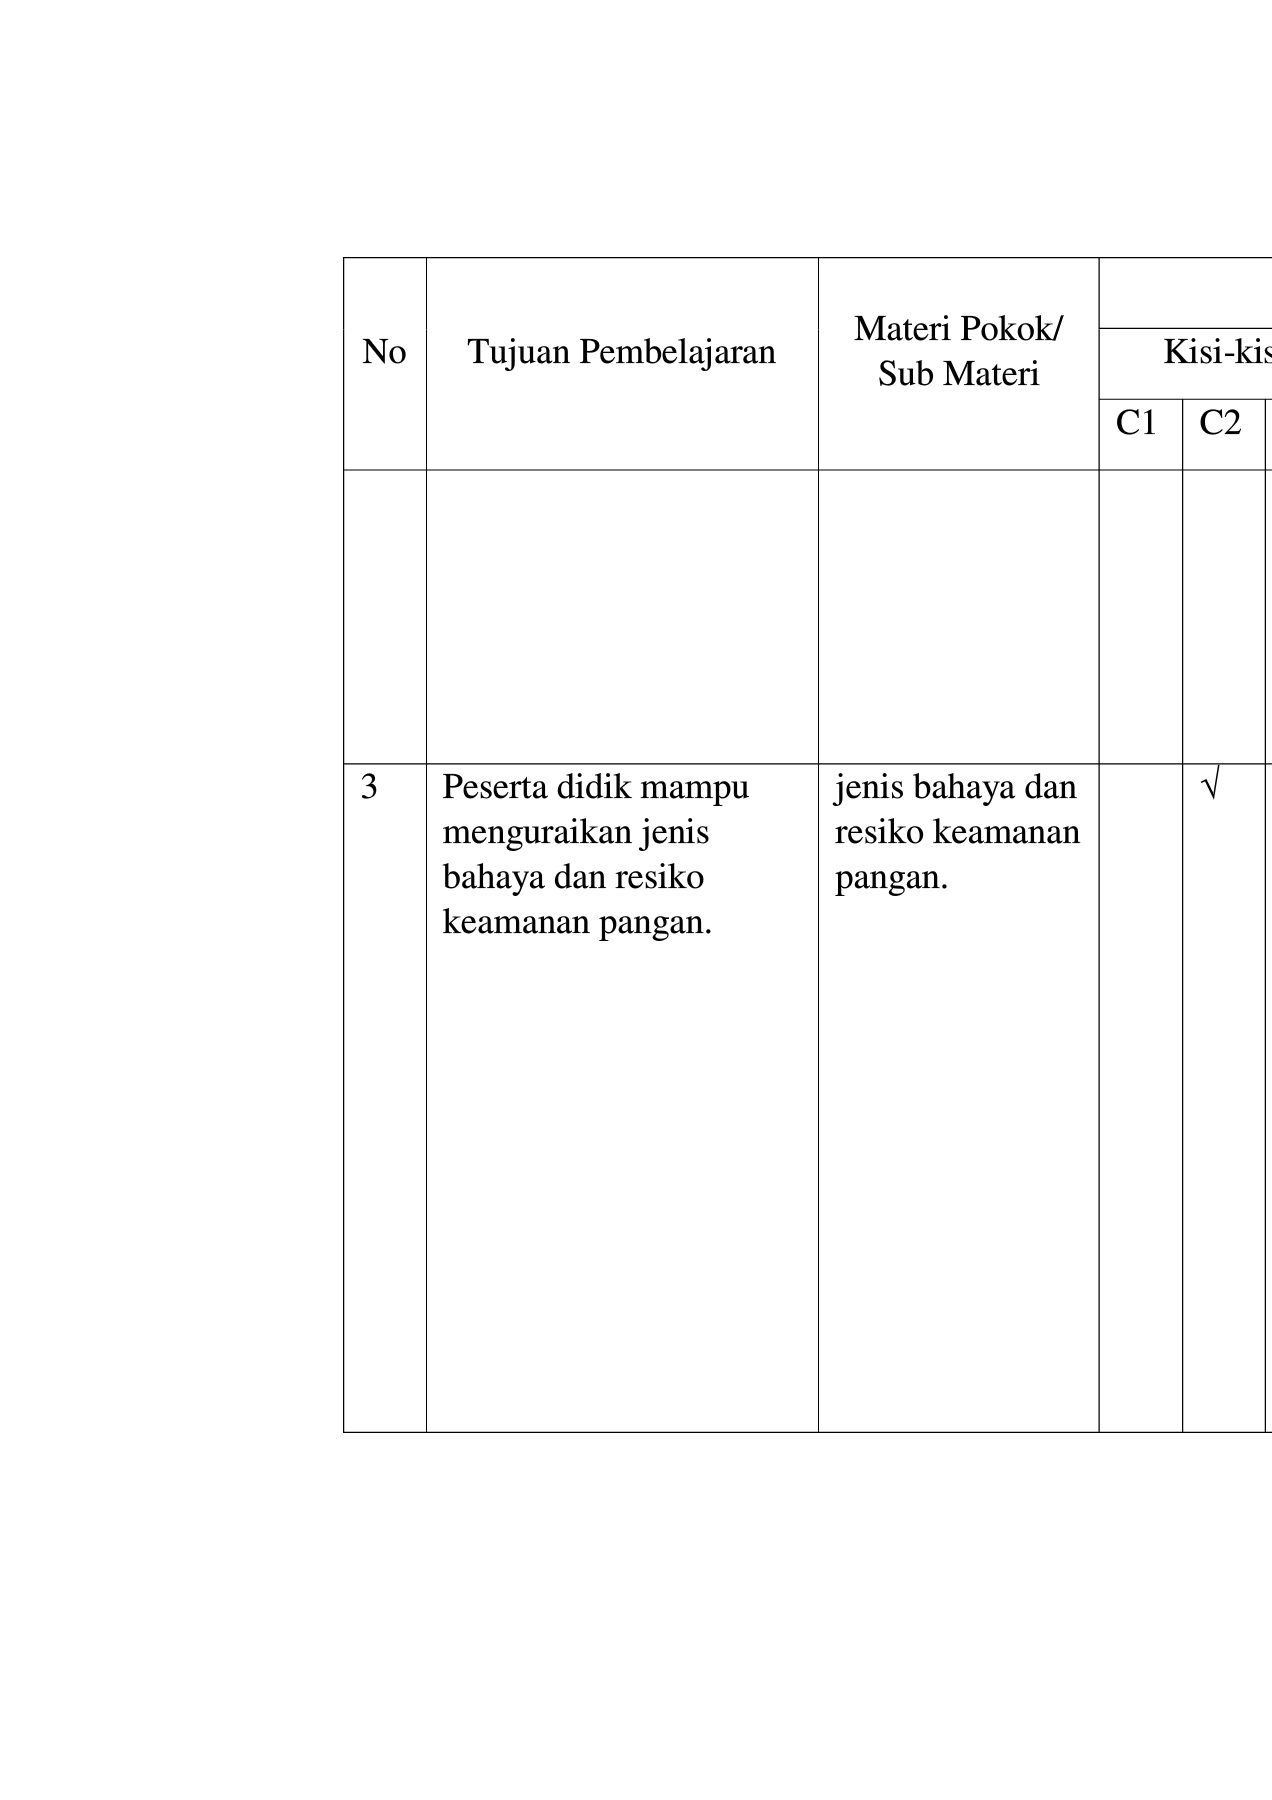 No
Tujuan Pembelajaran
Materi Pokok/
Sub Materi
Kisi-kis
C1
C2
3
Peserta didik mampu
menguraikan jenis
bahaya dan resiko
keamanan pangan.
jenis bahaya dan
resiko keamanan
pangan.
√